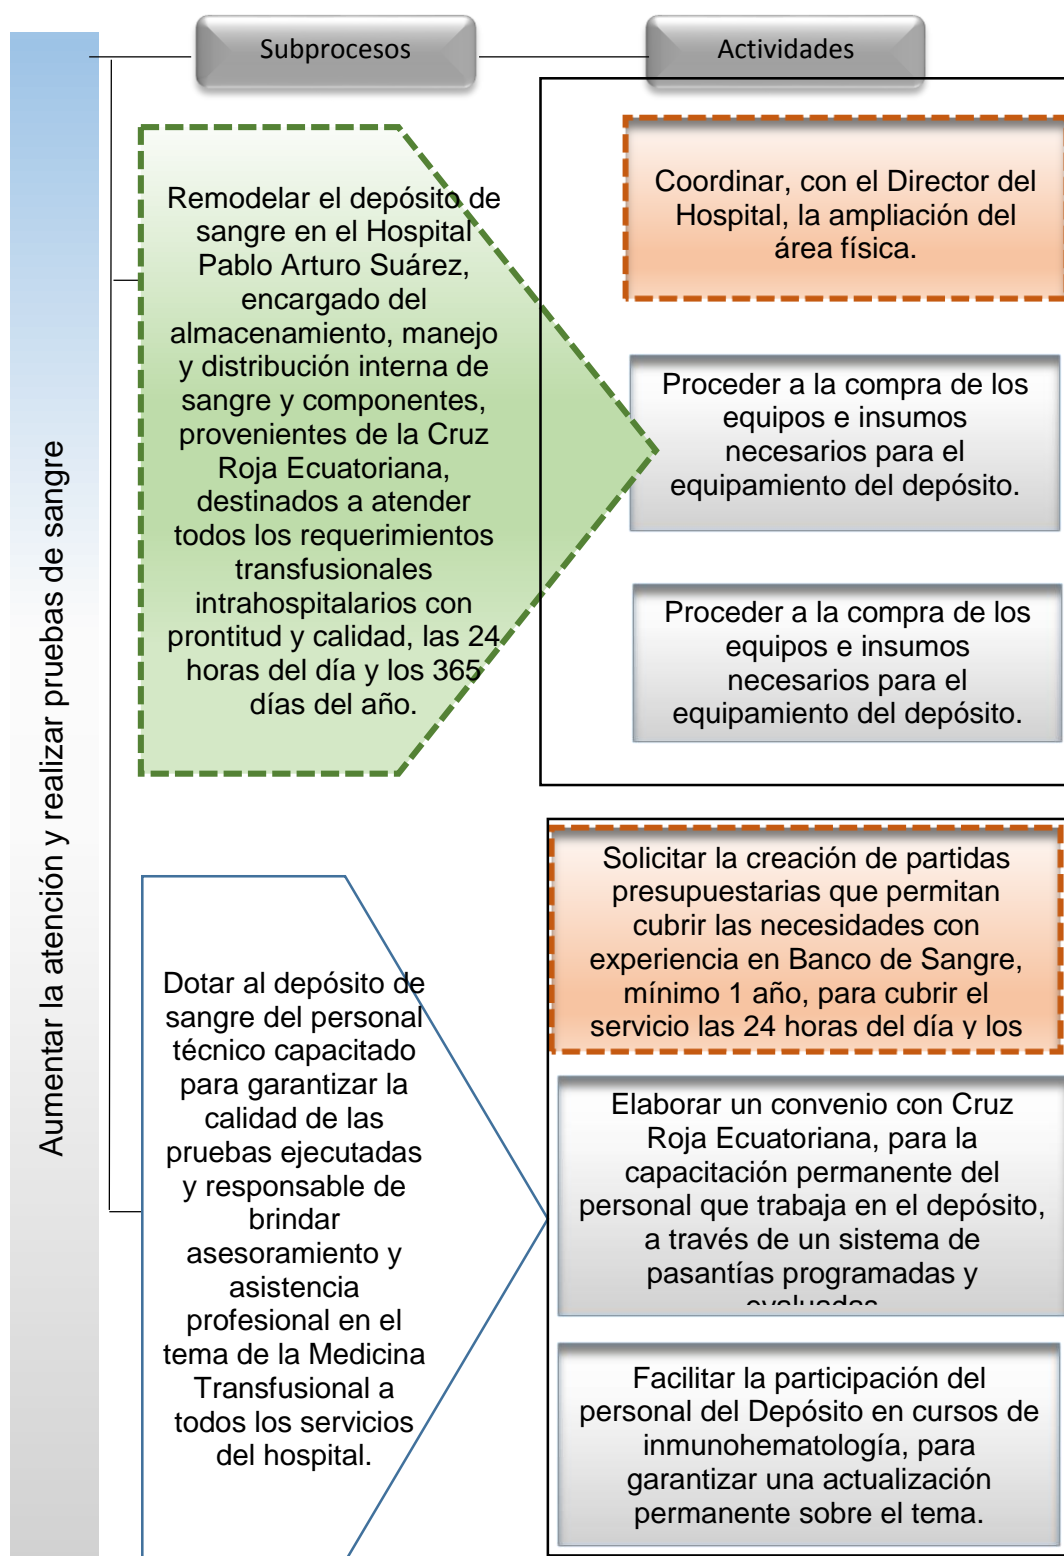 Subprocesos
Actividades
Aumentar la atención y realizar pruebas de sangre
Remodelar el depósito de
sangre en el Hospital
Pablo Arturo Suárez,
encargado del
almacenamiento, manejo
y distribución interna de
sangre y componentes,
provenientes de la Cruz
Roja Ecuatoriana,
destinados a atender
todos los requerimientos
transfusionales
intrahospitalarios con
prontitud y calidad, las 24
horas del día y los 365
días del año.
Coordinar, con el Director del
Hospital, la ampliación del
área física.
Proceder a la compra de los
equipos e insumos
necesarios para el
equipamiento del depósito.
Proceder a la compra de los
equipos e insumos
necesarios para el
equipamiento del depósito.
Dotar al depósito de
sangre del personal
técnico capacitado
para garantizar la
calidad de las
pruebas ejecutadas
y responsable de
brindar
asesoramiento y
asistencia
profesional en el
tema de la Medicina
Transfusional a
todos los servicios
del hospital.
Solicitar la creación de partidas
presupuestarias que permitan
cubrir las necesidades con
experiencia en Banco de Sangre,
mínimo 1 año, para cubrir el
servicio las 24 horas del día y los
Elaborar un convenio con Cruz
Roja Ecuatoriana, para la
capacitación permanente del
personal que trabaja en el depósito,
a través de un sistema de
pasantías programadas y
evaluadas
Facilitar la participación del
personal del Depósito en cursos de
inmunohematología, para
garantizar una actualización
permanente sobre el tema.